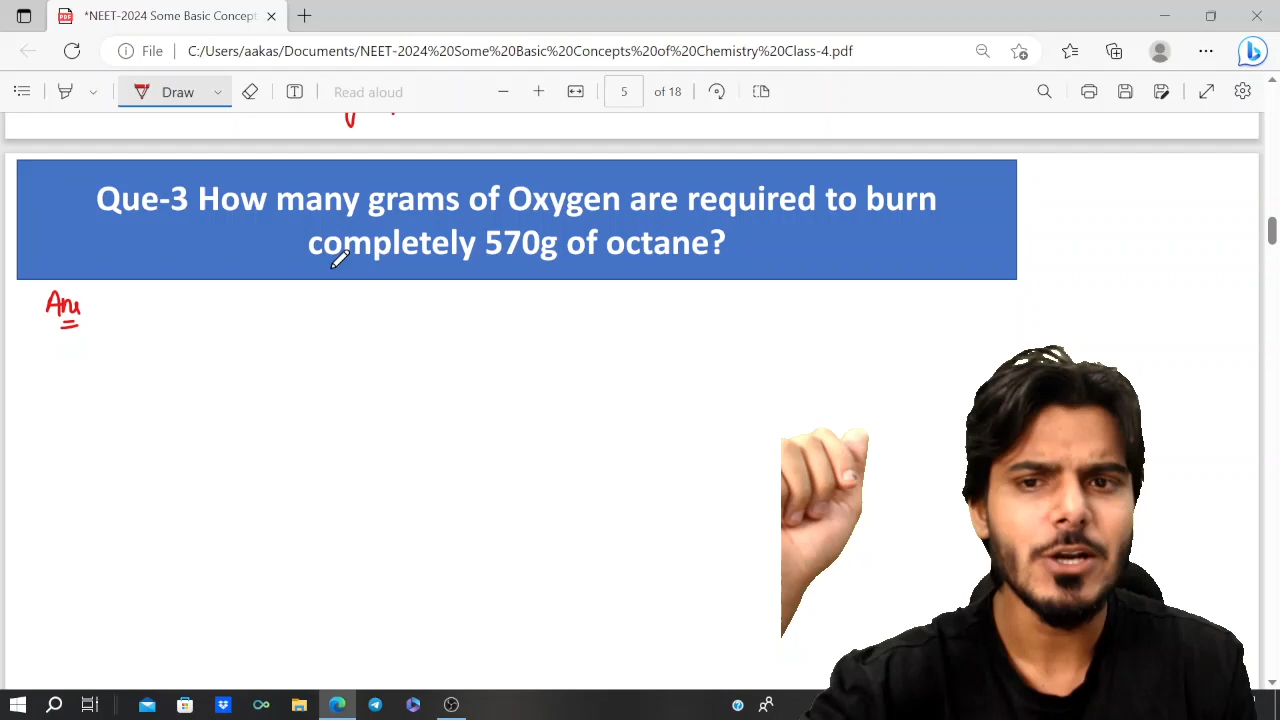 *NEET-2024 Some Basic Concept
File
C:/Users/aakas/Documents/NEET-2024%20Some%20Basic%20Concepts%20of%20Chemistry%20Class-4.pdf
Draw
Read aloud
5
of 18
Que-3 How many grams of Oxygen are required to burn
completely 570g of octane?